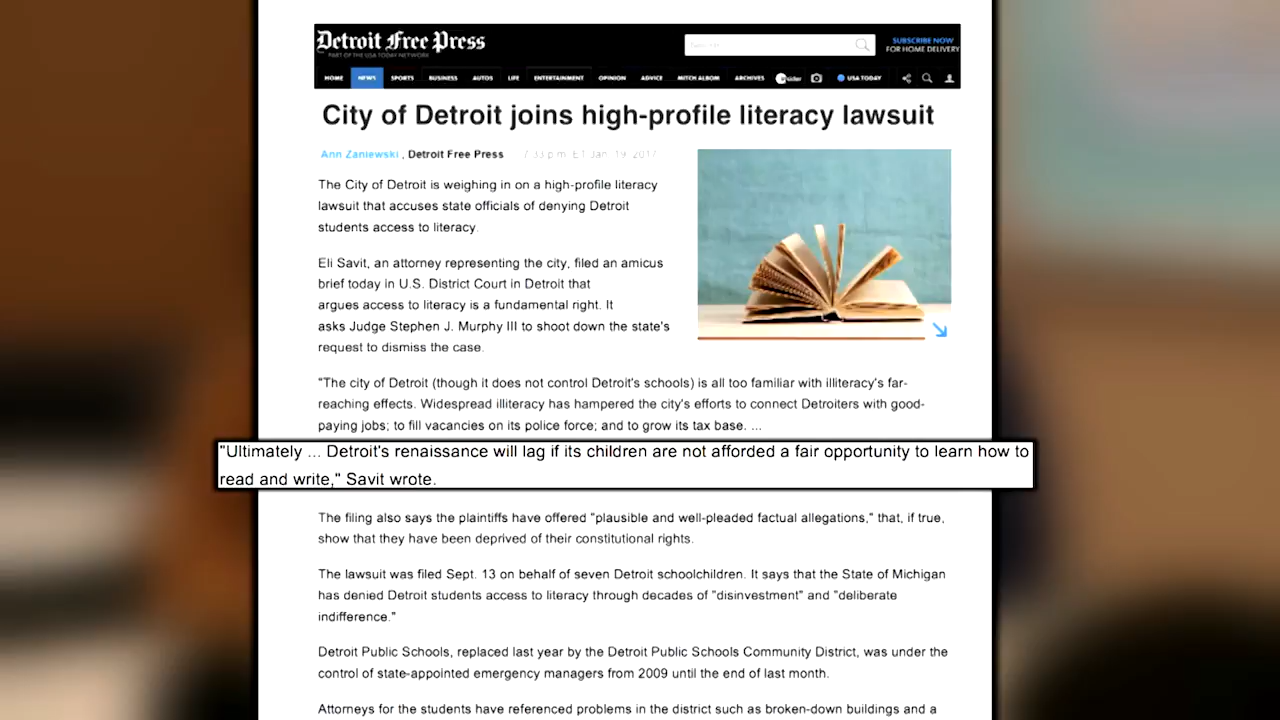 Detroit Free Press
PART OF THE USA TODAY NETWORK
SUBSCRIBE NOW
FOR HOME DELIVERY
HOME NEWS SPORTS BUSINESS AUTOS LIFE ENTERTAINMENT OPINION ADVICE MITCH ALBOM ARCHIVES USA TODAY
City of Detroit joins high-profile literacy lawsuit
Ann Zaniewski , Detroit Free Press 7:33 p.m. ET Jan. 19, 2017
The City of Detroit is weighing in on a high-profile literacy
lawsuit that accuses state officials of denying Detroit
students access to literacy.
Eli Savit, an attorney representing the city, filed an amicus
brief today in U.S. District Court in Detroit that
argues access to literacy is a fundamental right. It
asks Judge Stephen J. Murphy III to shoot down the state's
request to dismiss the case.
"The city of Detroit (though it does not control Detroit's schools) is all too familiar with illiteracy's far-
reaching effects. Widespread illiteracy has hampered the city's efforts to connect Detroiters with good-
paying jobs; to fill vacancies on its police force; and to grow its tax base. ...
"Ultimately ... Detroit's renaissance will lag if its children are not afforded a fair opportunity to learn how to
read and write," Savit wrote.
The filing also says the plaintiffs have offered "plausible and well-pleaded factual allegations," that, if true,
show that they have been deprived of their constitutional rights.
The lawsuit was filed Sept. 13 on behalf of seven Detroit schoolchildren. It says that the State of Michigan
has denied Detroit students access to literacy through decades of "disinvestment" and "deliberate
indifference."
Detroit Public Schools, replaced last year by the Detroit Public Schools Community District, was under the
control of state-appointed emergency managers from 2009 until the end of last month.
Attorneys for the students have referenced problems in the district such as broken-down buildings and a